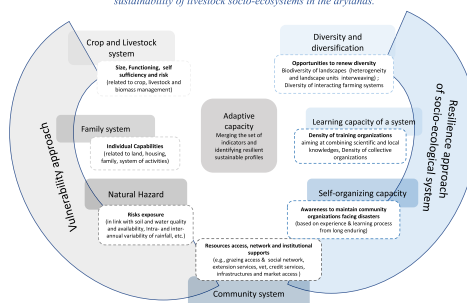 sustainability of livestock socio-ecosystems in the drylands.
Crop and Livestock
system
Size, Functioning, self
sufficiency and risk
(related to crop, livestock and
biomass management)
Family system
Individual Capabilities
(related to land, housing,
family, system of activities)
Natural Hazard
Risks exposure
(in link with soil and water quality
and availability, Intra- and inter-
annual variability of rainfall, etc.)
Vulnerability approach
Adaptive
capacity
Merging the set of
indicators and
identifying resilient
sustainable profiles
Diversity and
diversification
Opportunities to renew diversity
Biodiversity of landscapes (heterogeneity
and landscape units interweaving) ;
Diversity of interacting farming systems
Learning capacity of a system
Density of training organizations
aiming at combining scientific and local
knowledges, Density of collective
organizations
Self-organizing capacity
Awareness to maintain community
organizations facing disasters
(based on experience & learning process
from long enduring)
Resilience approach
of socio-ecological system
Resources access, network and institutional
supports
(e.g., grazing access & social network,
extension services, vet, credit services,
infrastructures and market access )
Community system